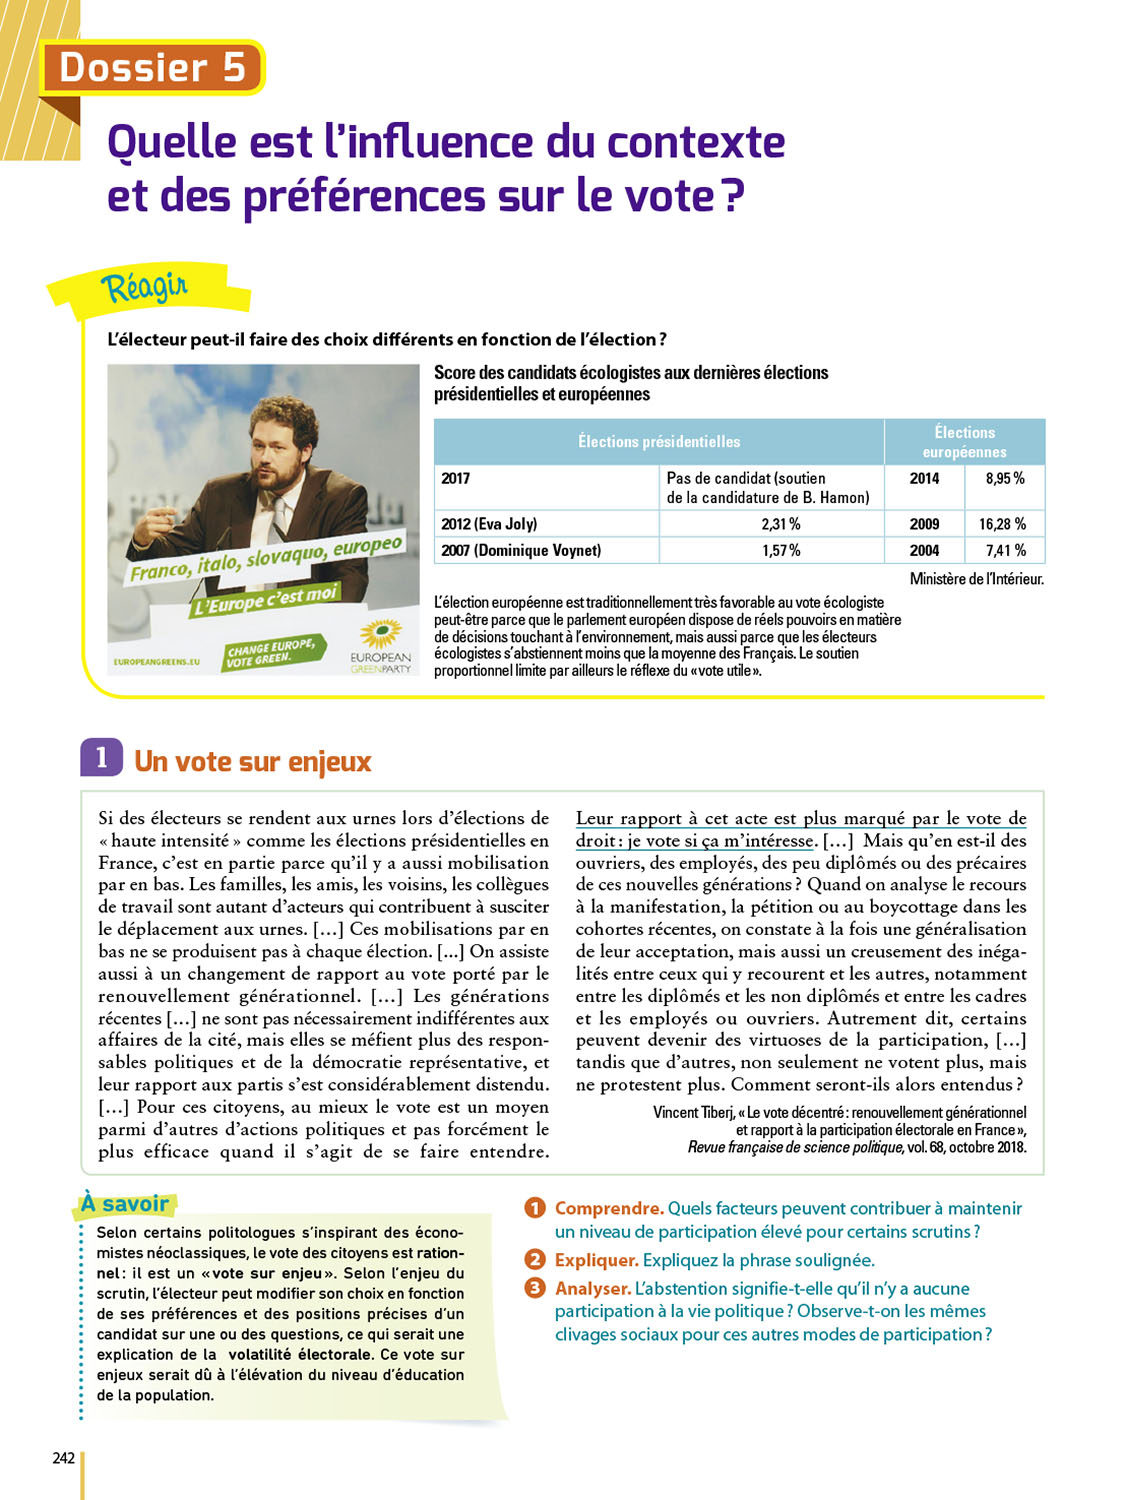 Dossier 5
Quelle est l’influence du contexte
et des préférences sur le vote ?
Réagir
L’électeur peut-il faire des choix différents en fonction de l’élection ?
Franco, italo, slovaquo, europeo
L’Europe c’est moi
CHANGE EUROPE,
VOTE GREEN.
EUROPEANGREENS.EU
EUROPEAN
GREENPARTY
Score des candidats écologistes aux dernières élections
présidentielles et européennes
Élections présidentielles
Élections
européennes
2017 Pas de candidat (soutien
de la candidature de B. Hamon) 2014 8,95 %
2012 (Eva Joly) 2,31 % 2009 16,28 %
2007 (Dominique Voynet) 1,57 % 2004 7,41 %
Ministère de l’Intérieur.
L’élection européenne est traditionnellement très favorable au vote écologiste
peut-être parce que le parlement européen dispose de réels pouvoirs en matière
de décisions touchant à l’environnement, mais aussi parce que les électeurs
écologistes s’abstiennent moins que la moyenne des Français. Le soutien
proportionnel limite par ailleurs le réflexe du « vote utile ».
1 Un vote sur enjeux
Si des électeurs se rendent aux urnes lors d’élections de
« haute intensité » comme les élections présidentielles en
France, c’est en partie parce qu’il y a aussi mobilisation
par en bas. Les familles, les amis, les voisins, les collègues
de travail sont autant d’acteurs qui contribuent à susciter
le déplacement aux urnes. […] Ces mobilisations par en
bas ne se produisent pas à chaque élection. [...] On assiste
aussi à un changement de rapport au vote porté par le
renouvellement générationnel. […] Les générations
récentes […] ne sont pas nécessairement indifférentes aux
affaires de la cité, mais elles se méfient plus des respon-
sables politiques et de la démocratie représentative, et
leur rapport aux partis s’est considérablement distendu.
[…] Pour ces citoyens, au mieux le vote est un moyen
parmi d’autres d’actions politiques et pas forcément le
plus efficace quand il s’agit de se faire entendre.
Leur rapport à cet acte est plus marqué par le vote de
droit : je vote si ça m’intéresse. […] Mais qu’en est-il des
ouvriers, des employés, des peu diplômés ou des précaires
de ces nouvelles générations ? Quand on analyse le recours
à la manifestation, la pétition ou au boycottage dans les
cohortes récentes, on constate à la fois une généralisation
de leur acceptation, mais aussi un creusement des inéga-
lités entre ceux qui y recourent et les autres, notamment
entre les diplômés et les non diplômés et entre les cadres
et les employés ou ouvriers. Autrement dit, certains
peuvent devenir des virtuoses de la participation, […]
tandis que d’autres, non seulement ne votent plus, mais
ne protestent plus. Comment seront-ils alors entendus ?
Vincent Tiberj, « Le vote décentré : renouvellement générationnel
et rapport à la participation électorale en France »,
Revue française de science politique, vol. 68, octobre 2018.
À savoir
Selon certains politologues s’inspirant des écono-
mistes néoclassiques, le vote des citoyens est ration-
nel : il est un « vote sur enjeu ». Selon l’enjeu du
scrutin, l’électeur peut modifier son choix en fonction
de ses préférences et des positions précises d’un
candidat sur une ou des questions, ce qui serait une
explication de la volatilité électorale. Ce vote sur
enjeux serait dû à l’élévation du niveau d’éducation
de la population.
1 Comprendre. Quels facteurs peuvent contribuer à maintenir
un niveau de participation élevé pour certains scrutins ?
2 Expliquer. Expliquez la phrase soulignée.
3 Analyser. L’abstention signifie-t-elle qu’il n’y a aucune
participation à la vie politique ? Observe-t-on les mêmes
clivages sociaux pour ces autres modes de participation ?
242